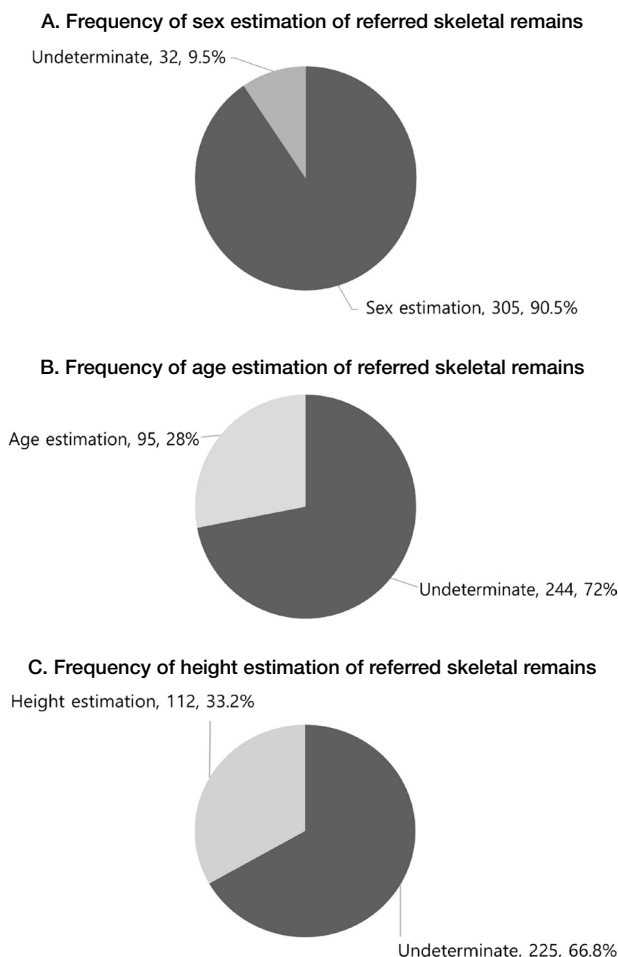 A. Frequency of sex estimation of referred skeletal remains
Undeterminate, 32, 9.5%
Sex estimation, 305, 90.5%
B. Frequency of age estimation of referred skeletal remains
Age estimation, 95, 28%
Undeterminate, 244, 72%
C. Frequency of height estimation of referred skeletal remains
Height estimation, 112, 33.2%
Undeterminate, 225, 66.8%